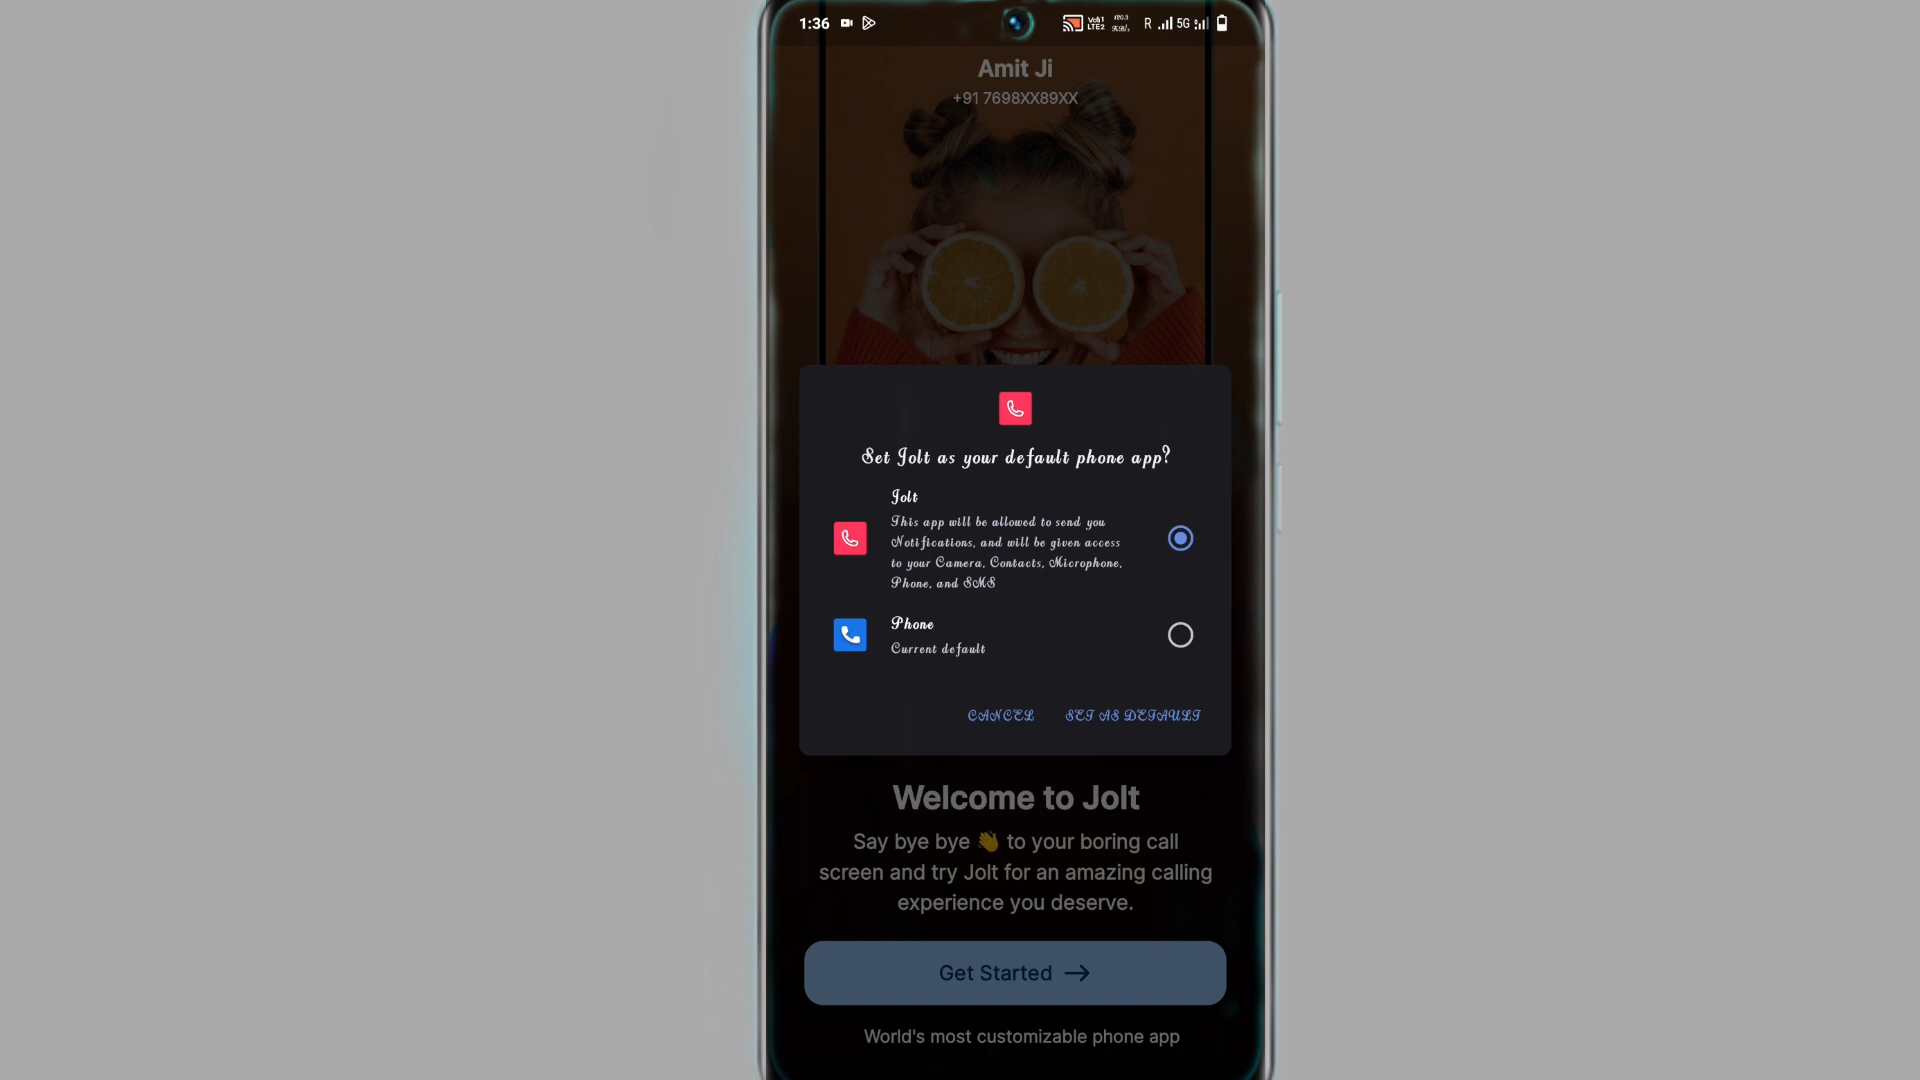 1:36
R 5G
Amit Ji
+91 7698XX89XX
Set Jolt as your default phone app?
Jolt
This app will be allowed to send you
Notifications, and will be given access
to your Camera, Contacts, Microphone,
Phone, and SMS
Phone
Current default
CANCEL SET AS DEFAULT
Welcome to Jolt
Say bye bye 👋 to your boring call
screen and try Jolt for an amazing calling
experience you deserve.
Get Started →
World's most customizable phone app